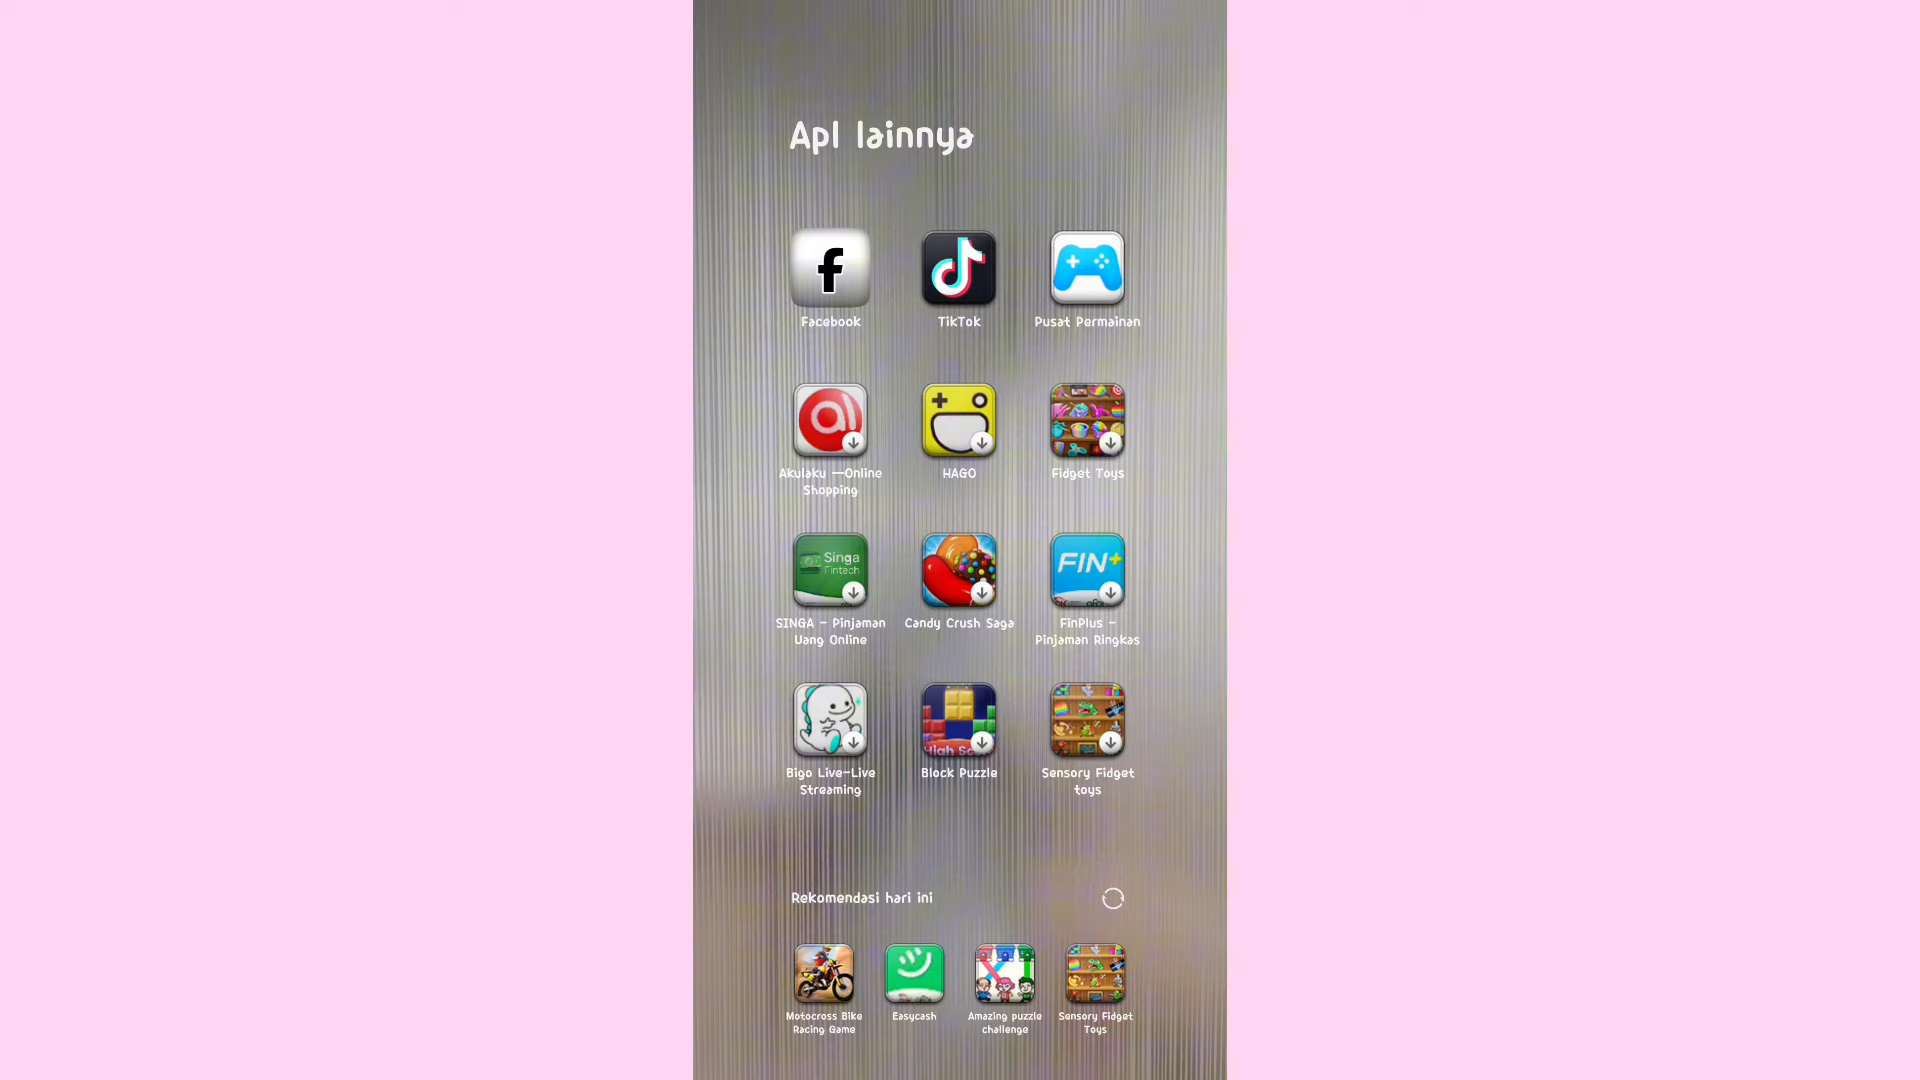 Apl lainnya
Facebook
TikTok
Pusat Permainan
Akulaku —Online
Shopping
HAGO
Fidget Toys
Singa
Fintech
SINGA - Pinjaman
Uang Online
Candy Crush Saga
FIN+
FinPlus -
Pinjaman Ringkas
Bigo Live-Live
Streaming
High Sc
Block Puzzle
Sensory Fidget
toys
Rekomendasi hari ini
Motocross Bike
Racing Game
Easycash
Amazing puzzle
challenge
Sensory Fidget
Toys